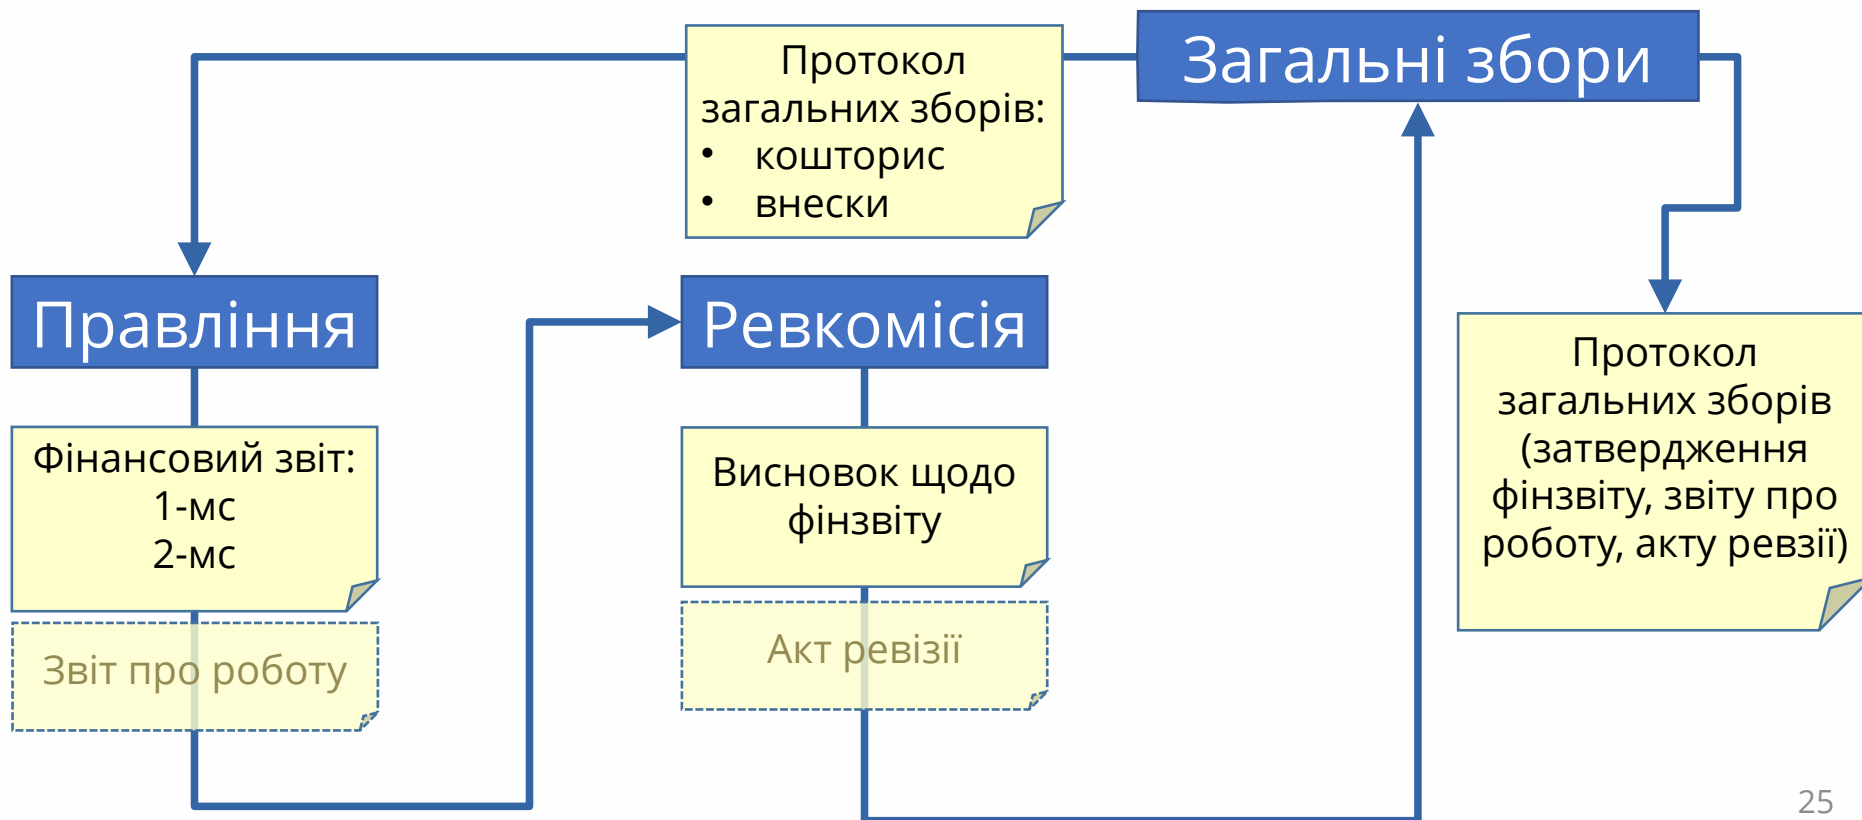 Протокол
загальних зборів:
• кошторис
• внески
Загальні збори
Правління
Ревкомісія
Фінансовий звіт:
1-мс
2-мс
Звіт про роботу
Висновок щодо
фінзвіту
Акт ревізії
Протокол
загальних зборів
(затвердження
фінзвіту, звіту про
роботу, акту ревзії)
25